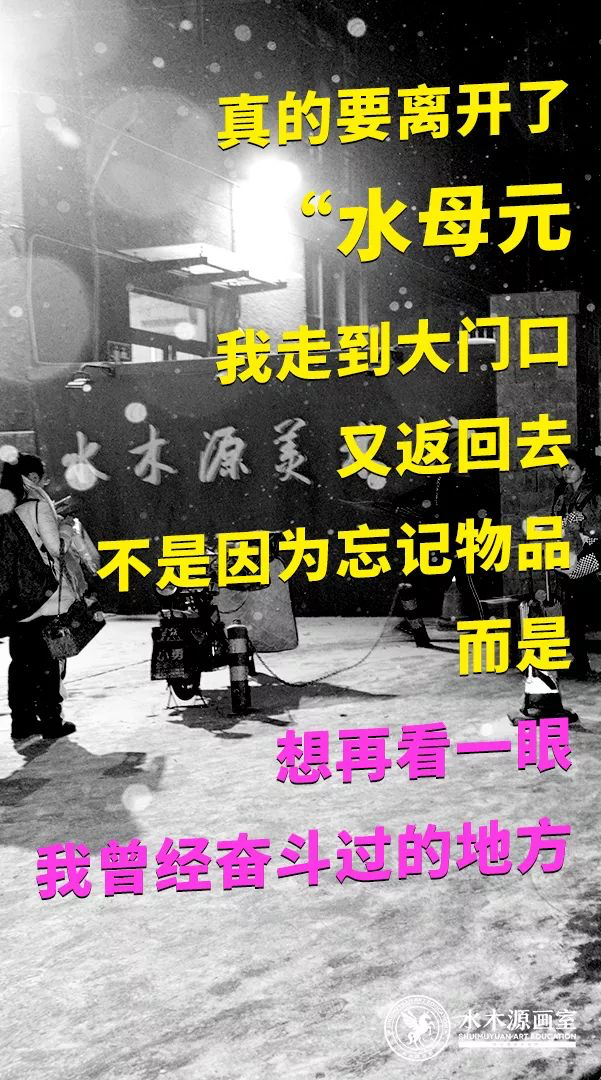 真的要离开了
“水母元
我走到大门口
又返回去
不是因为忘记物品
而是
想再看一眼
我曾经奋斗过的地方
水木源美
水木源画室
SHUIMUYUAN ART EDUCATION